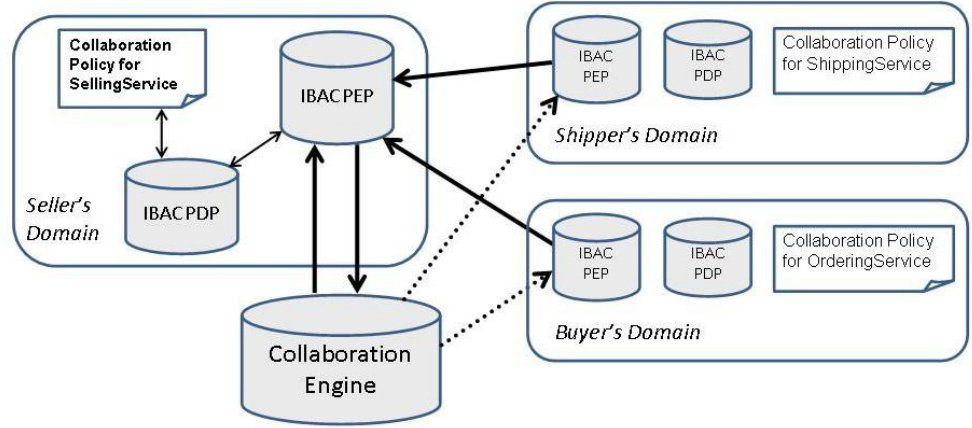 Collaboration
Policy for
SellingService
IBAC PEP
IBAC PDP
Seller's
Domain
IBAC
PEP
IBAC
PDP
Collaboration Policy
for ShippingService
Shipper's Domain
IBAC
PEP
IBAC
PDP
Collaboration Policy
for OrderingService
Buyer's Domain
Collaboration
Engine